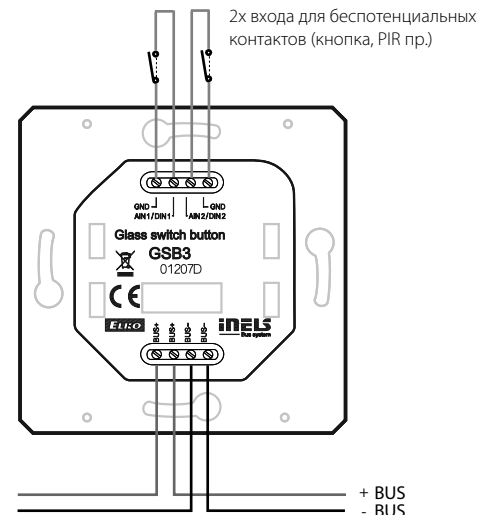 2x входа для беспотенциальных
контактов (кнопка, PIR пр.)
GND GND
AIN1/DIN1 AIN2/DIN2
Glass switch button
GSB3
01207D
CE
ELKO iNELS
Bus system
BUS+ BUS+ BUS- BUS-
+ BUS
- BUS